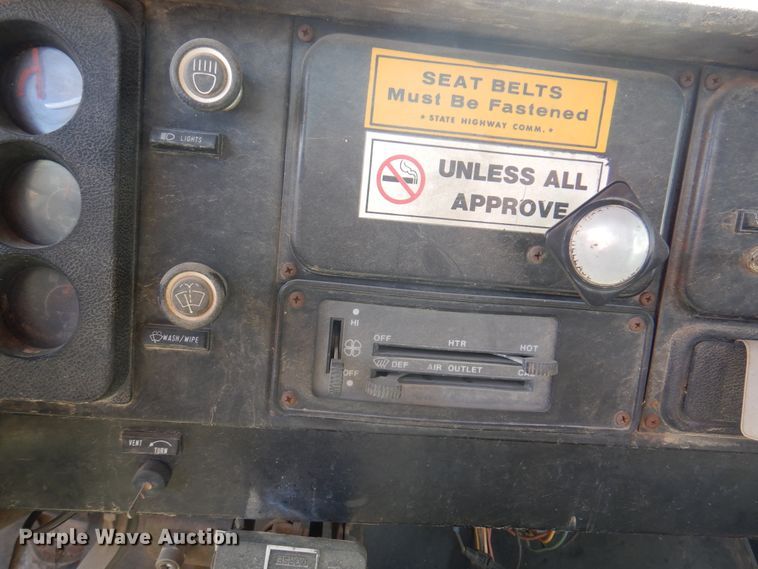 SEAT BELTS
Must Be Fastened
* STATE HIGHWAY COMM. *
UNLESS ALL
APPROVE
LIGHTS
WASH/WIPE
HI
OFF HTR HOT
OFF
DEF AIR OUTLET
VENT
TURN
Purple Wave Auction